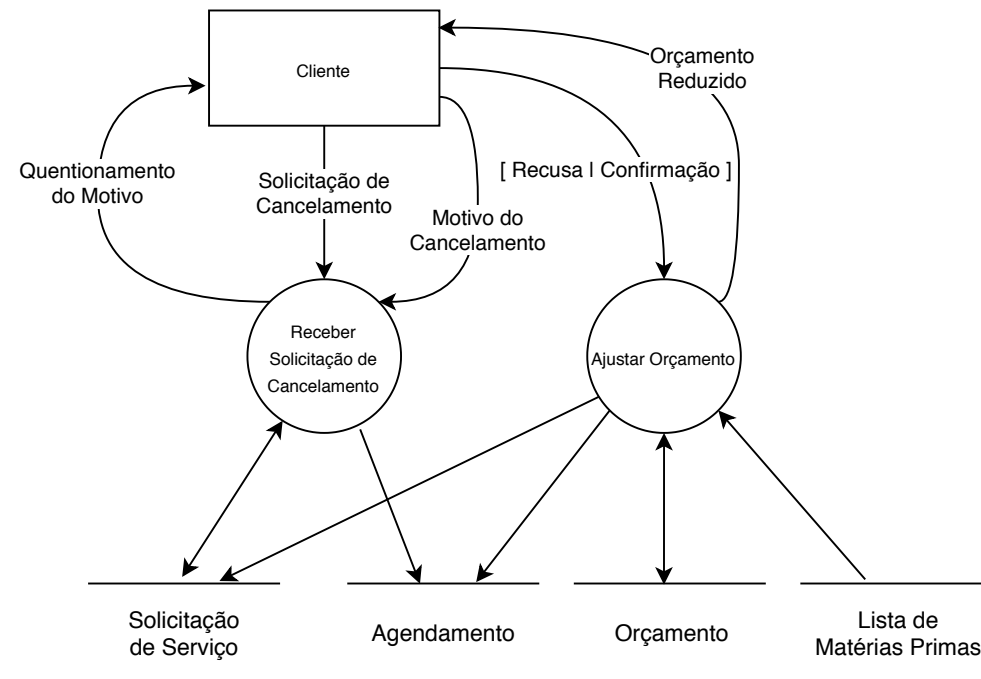 Cliente
Orçamento
Reduzido
Quentionamento
do Motivo
Solicitação de
Cancelamento
[ Recusa | Confirmação ]
Motivo do
Cancelamento
Receber
Solicitação de
Cancelamento
Ajustar Orçamento
Solicitação
de Serviço
Agendamento
Orçamento
Lista de
Matérias Primas